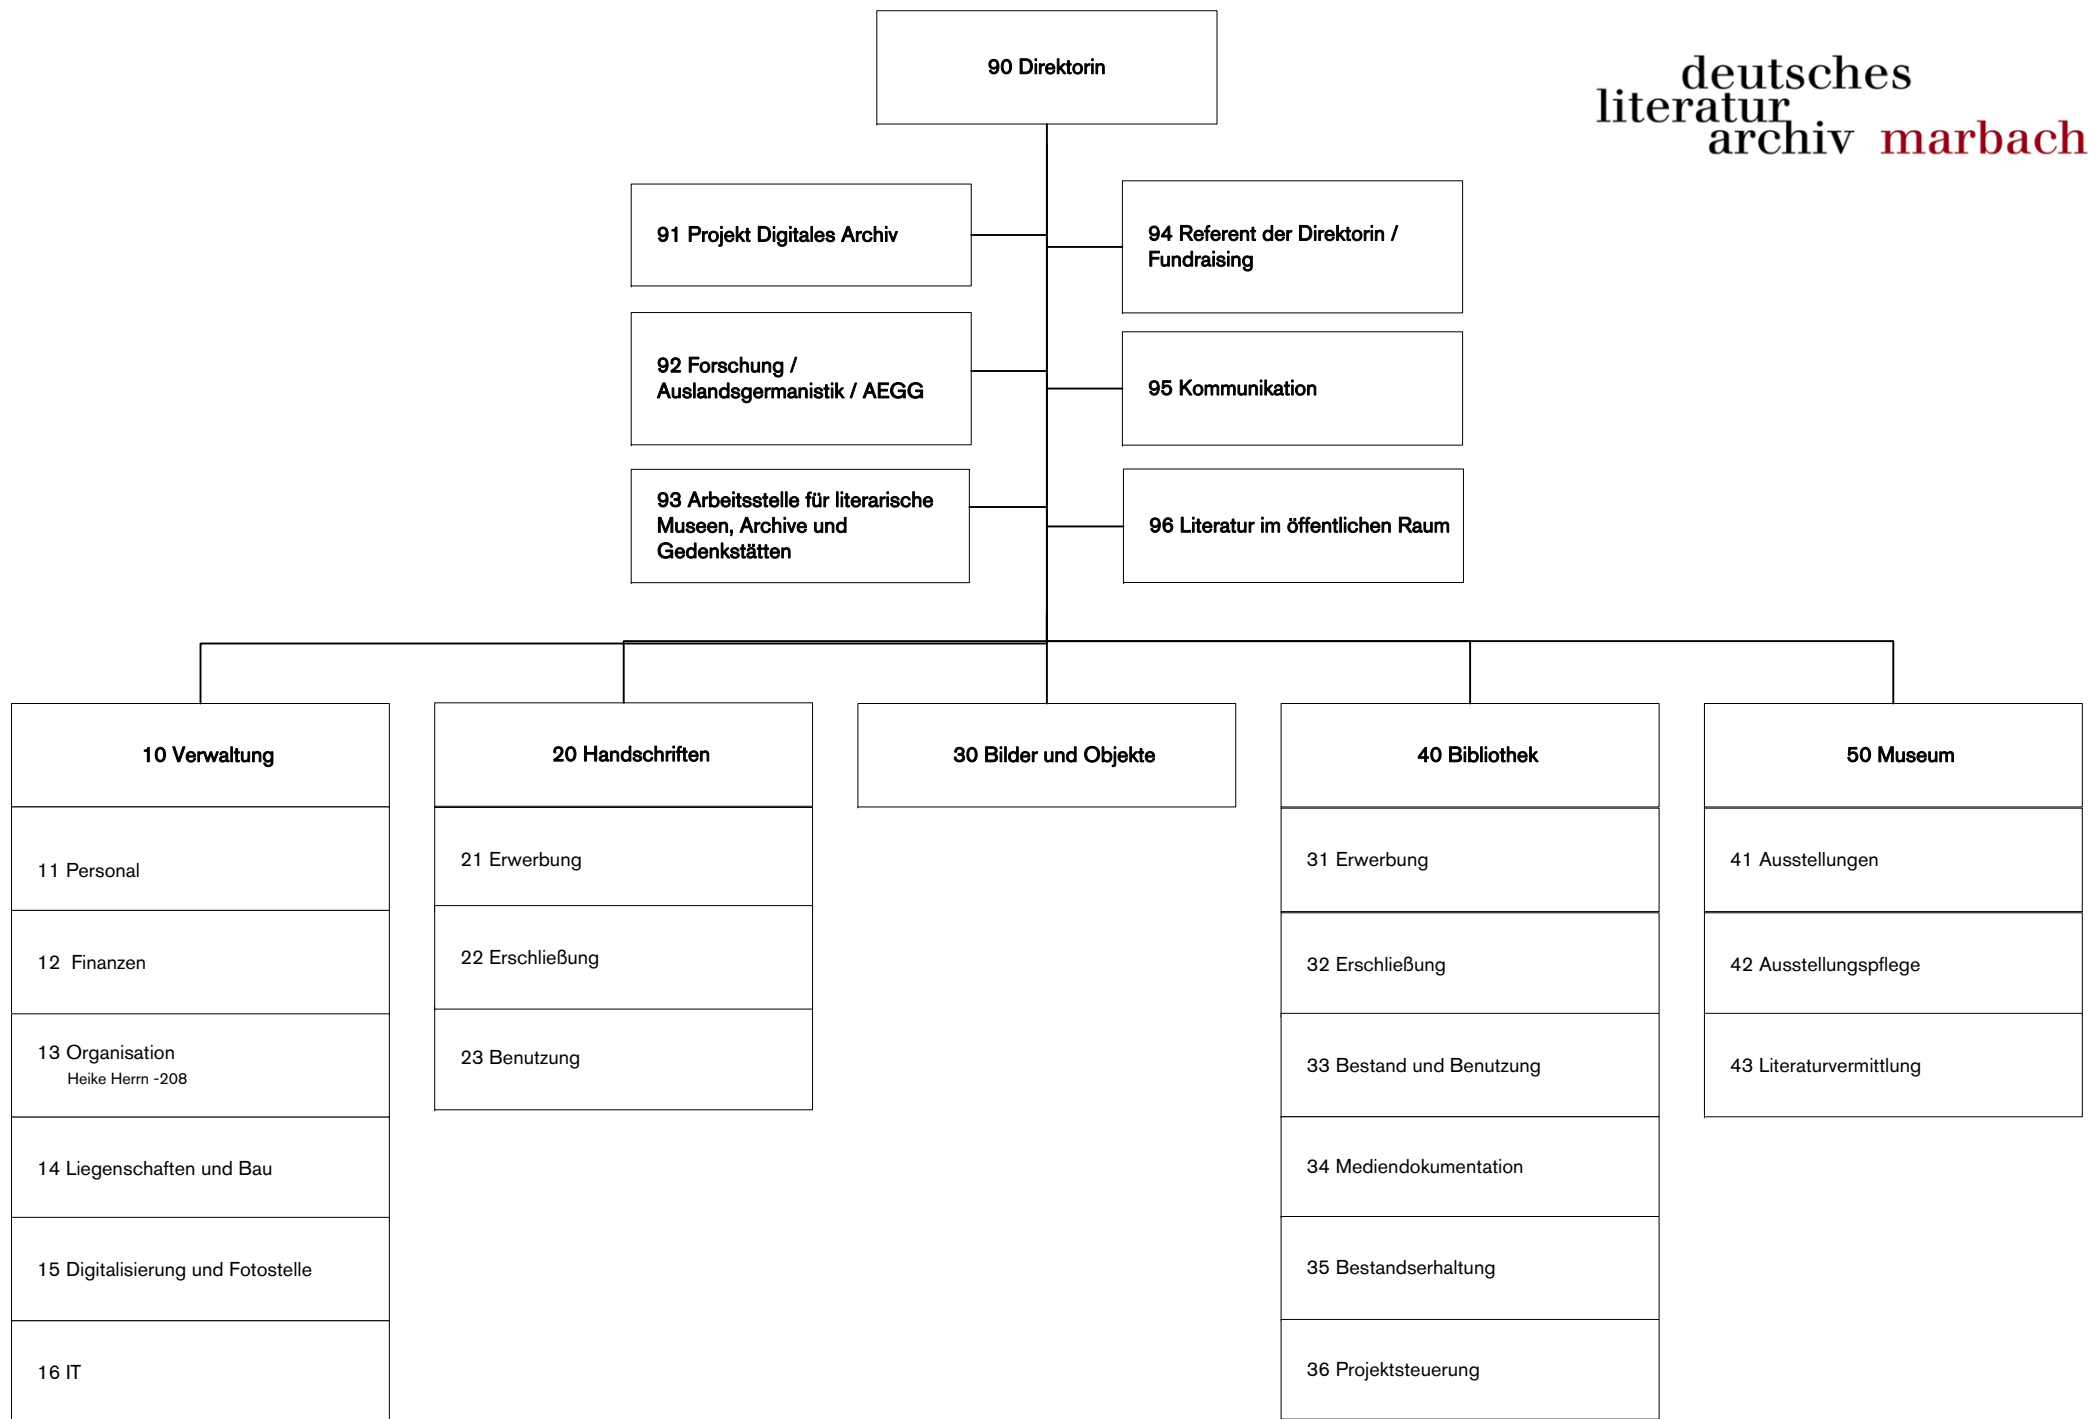 90 Direktorin
deutsches
literatur
archiv marbach
91 Projekt Digitales Archiv
94 Referent der Direktorin /
Fundraising
92 Forschung /
Auslandsgermanistik / AEGG
95 Kommunikation
93 Arbeitsstelle für literarische
Museen, Archive und
Gedenkstätten
96 Literatur im öffentlichen Raum
10 Verwaltung
11 Personal
12 Finanzen
13 Organisation
Heike Herrn -208
14 Liegenschaften und Bau
15 Digitalisierung und Fotostelle
16 IT
20 Handschriften
21 Erwerbung
22 Erschließung
23 Benutzung
30 Bilder und Objekte
40 Bibliothek
31 Erwerbung
32 Erschließung
33 Bestand und Benutzung
34 Mediendokumentation
35 Bestandserhaltung
36 Projektsteuerung
50 Museum
41 Ausstellungen
42 Ausstellungspflege
43 Literaturvermittlung